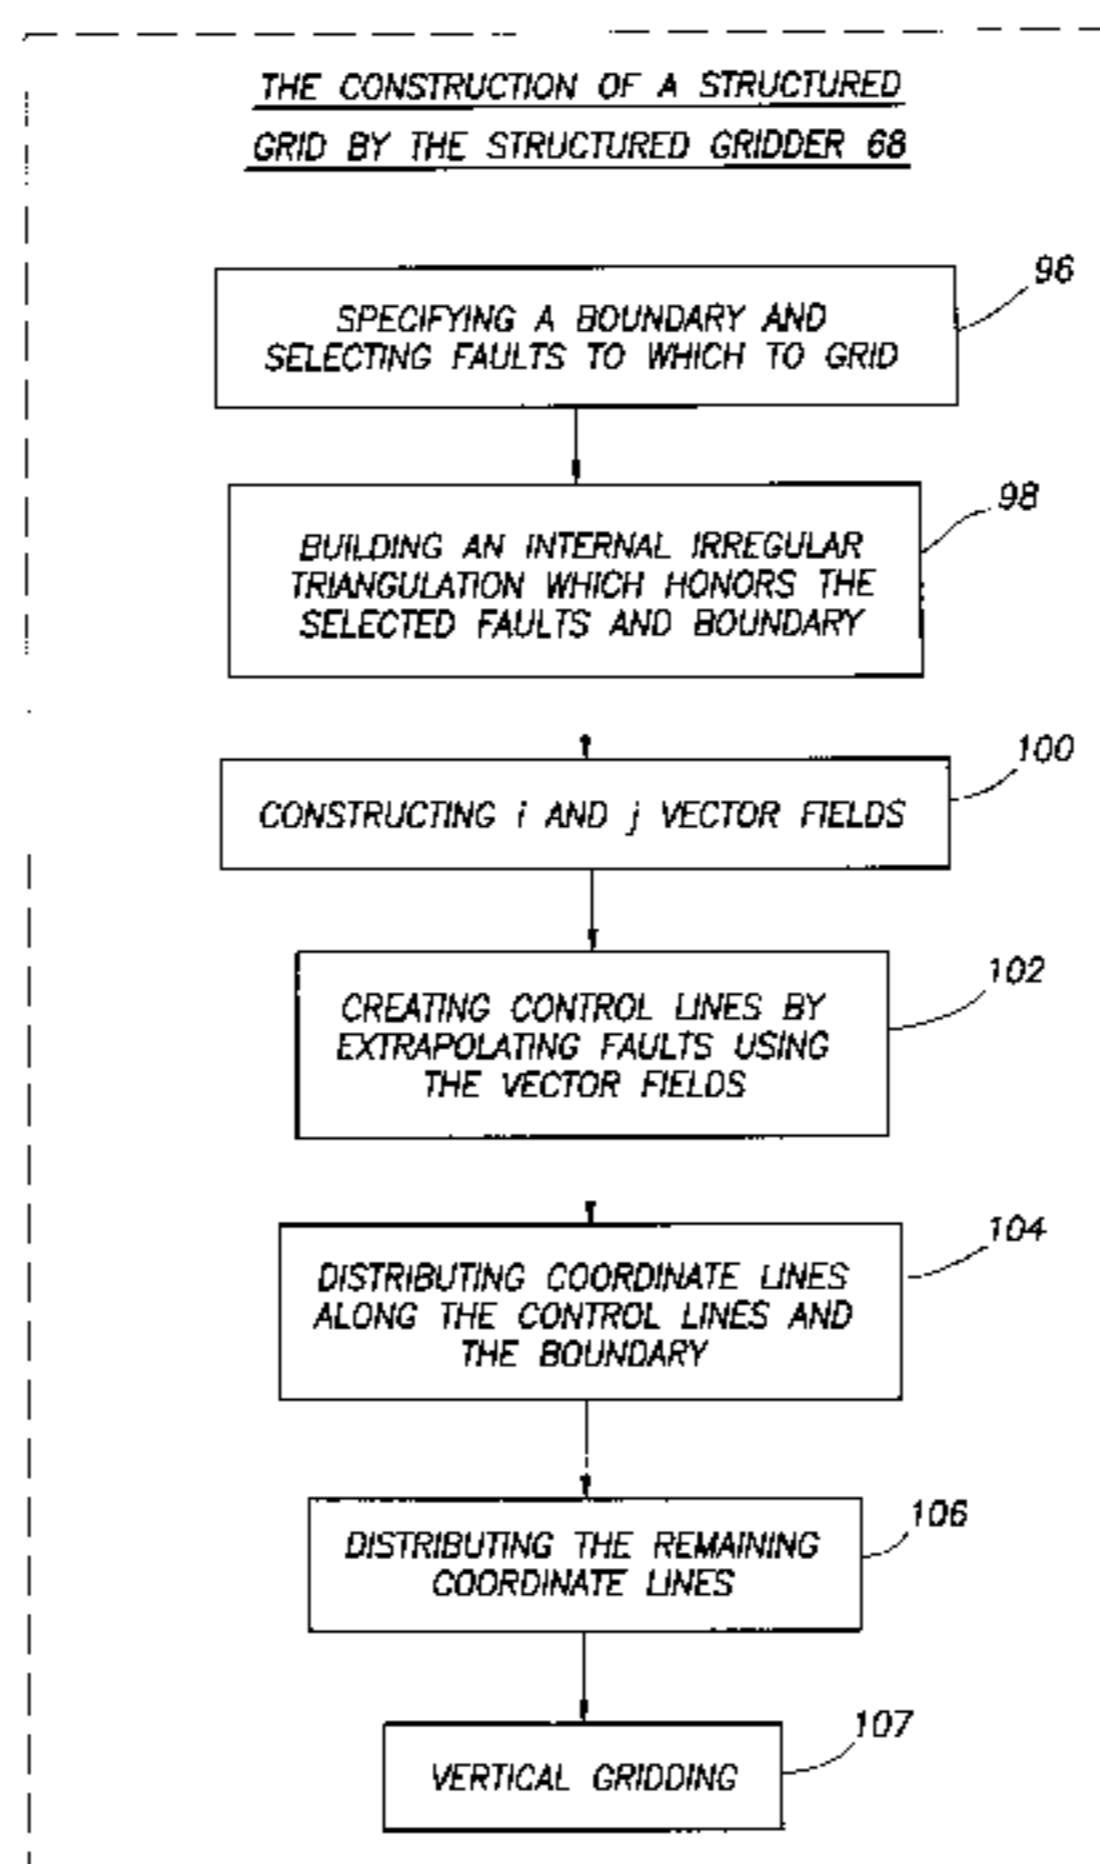 THE CONSTRUCTION OF A STRUCTURED
GRID BY THE STRUCTURED GRIDDER 68
96
SPECIFYING A BOUNDARY AND
SELECTING FAULTS TO WHICH TO GRID
98
BUILDING AN INTERNAL IRREGULAR
TRIANGULATION WHICH HONORS THE
SELECTED FAULTS AND BOUNDARY
100
CONSTRUCTING i AND j VECTOR FIELDS
102
CREATING CONTROL LINES BY
EXTRAPOLATING FAULTS USING
THE VECTOR FIELDS
104
DISTRIBUTING COORDINATE LINES
ALONG THE CONTROL LINES AND
THE BOUNDARY
106
DISTRIBUTING THE REMAINING
COORDINATE LINES
107
VERTICAL GRIDDING